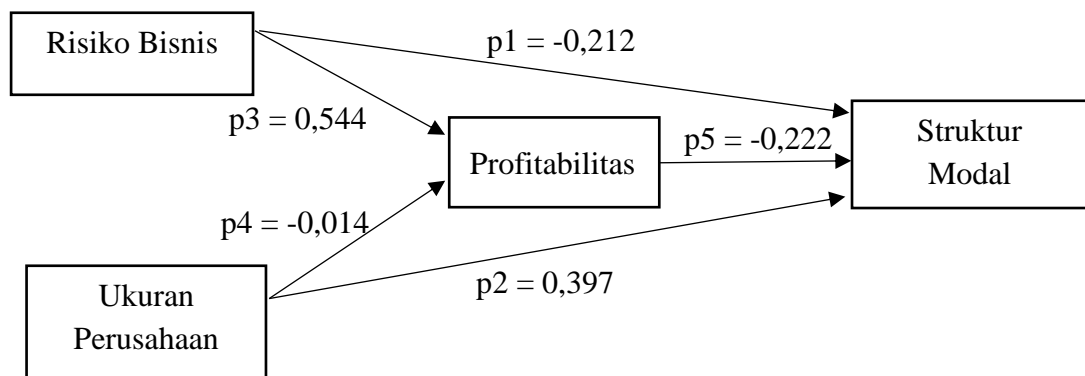 Risiko Bisnis
p1 = -0,212
p3 = 0,544
Profitabilitas
p5 = -0,222
Struktur
Modal
p4 = -0,014
p2 = 0,397
Ukuran
Perusahaan